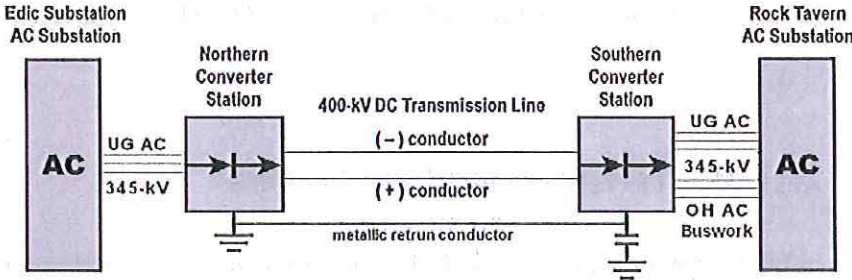 Edic Substation
AC Substation
Rock Tavern
AC Substation
Northern
Converter
Station
Southern
Converter
Station
400-kV DC Transmission Line
UG AC
(–) conductor
UG AC
AC
345-kV
AC
345-kV
(+) conductor
OH AC
Buswork
metallic retrun conductor